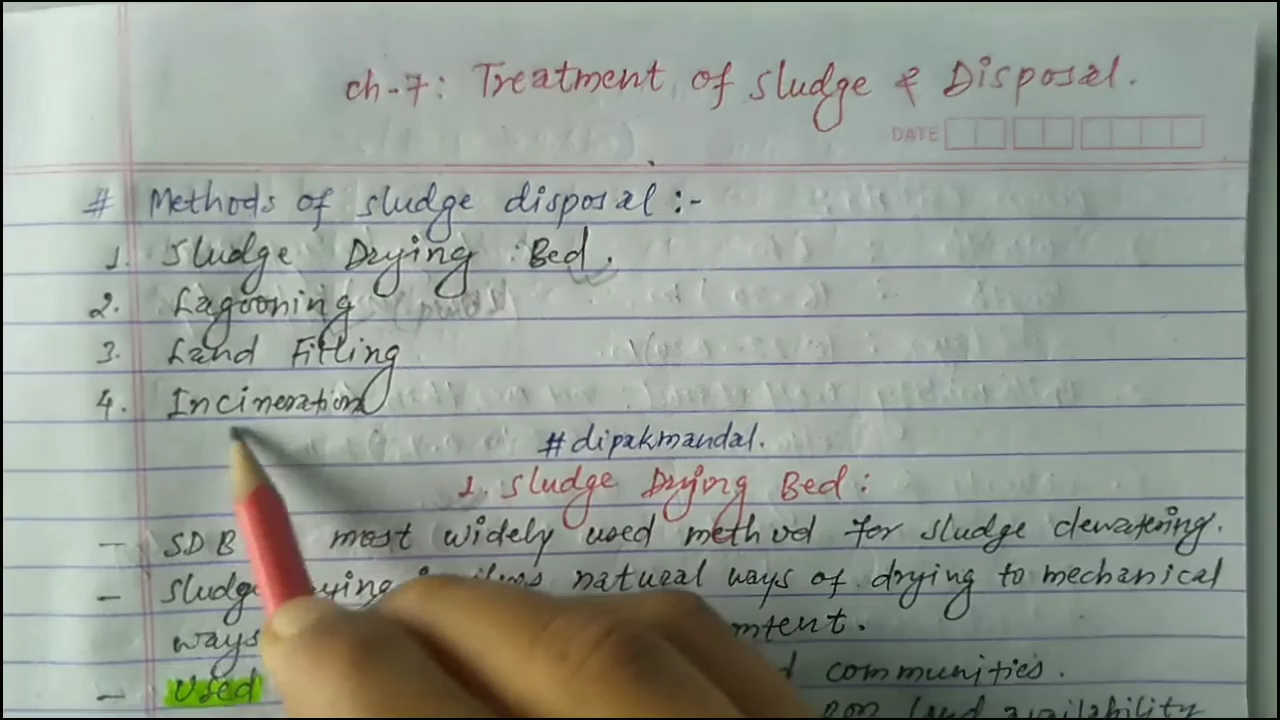 ch-7: Treatment of sludge & Disposal.
DATE
# Methods of sludge disposal :-
1. Sludge Drying Bed.
2. Lagooning
3. Land Filling
4. Incineration
#dipakmandal.
1. Sludge Drying Bed :
- SDB most widely used method for sludge dewatering.
- Sludge natural ways of drying to mechanical
ways
- Used communities.
land availability